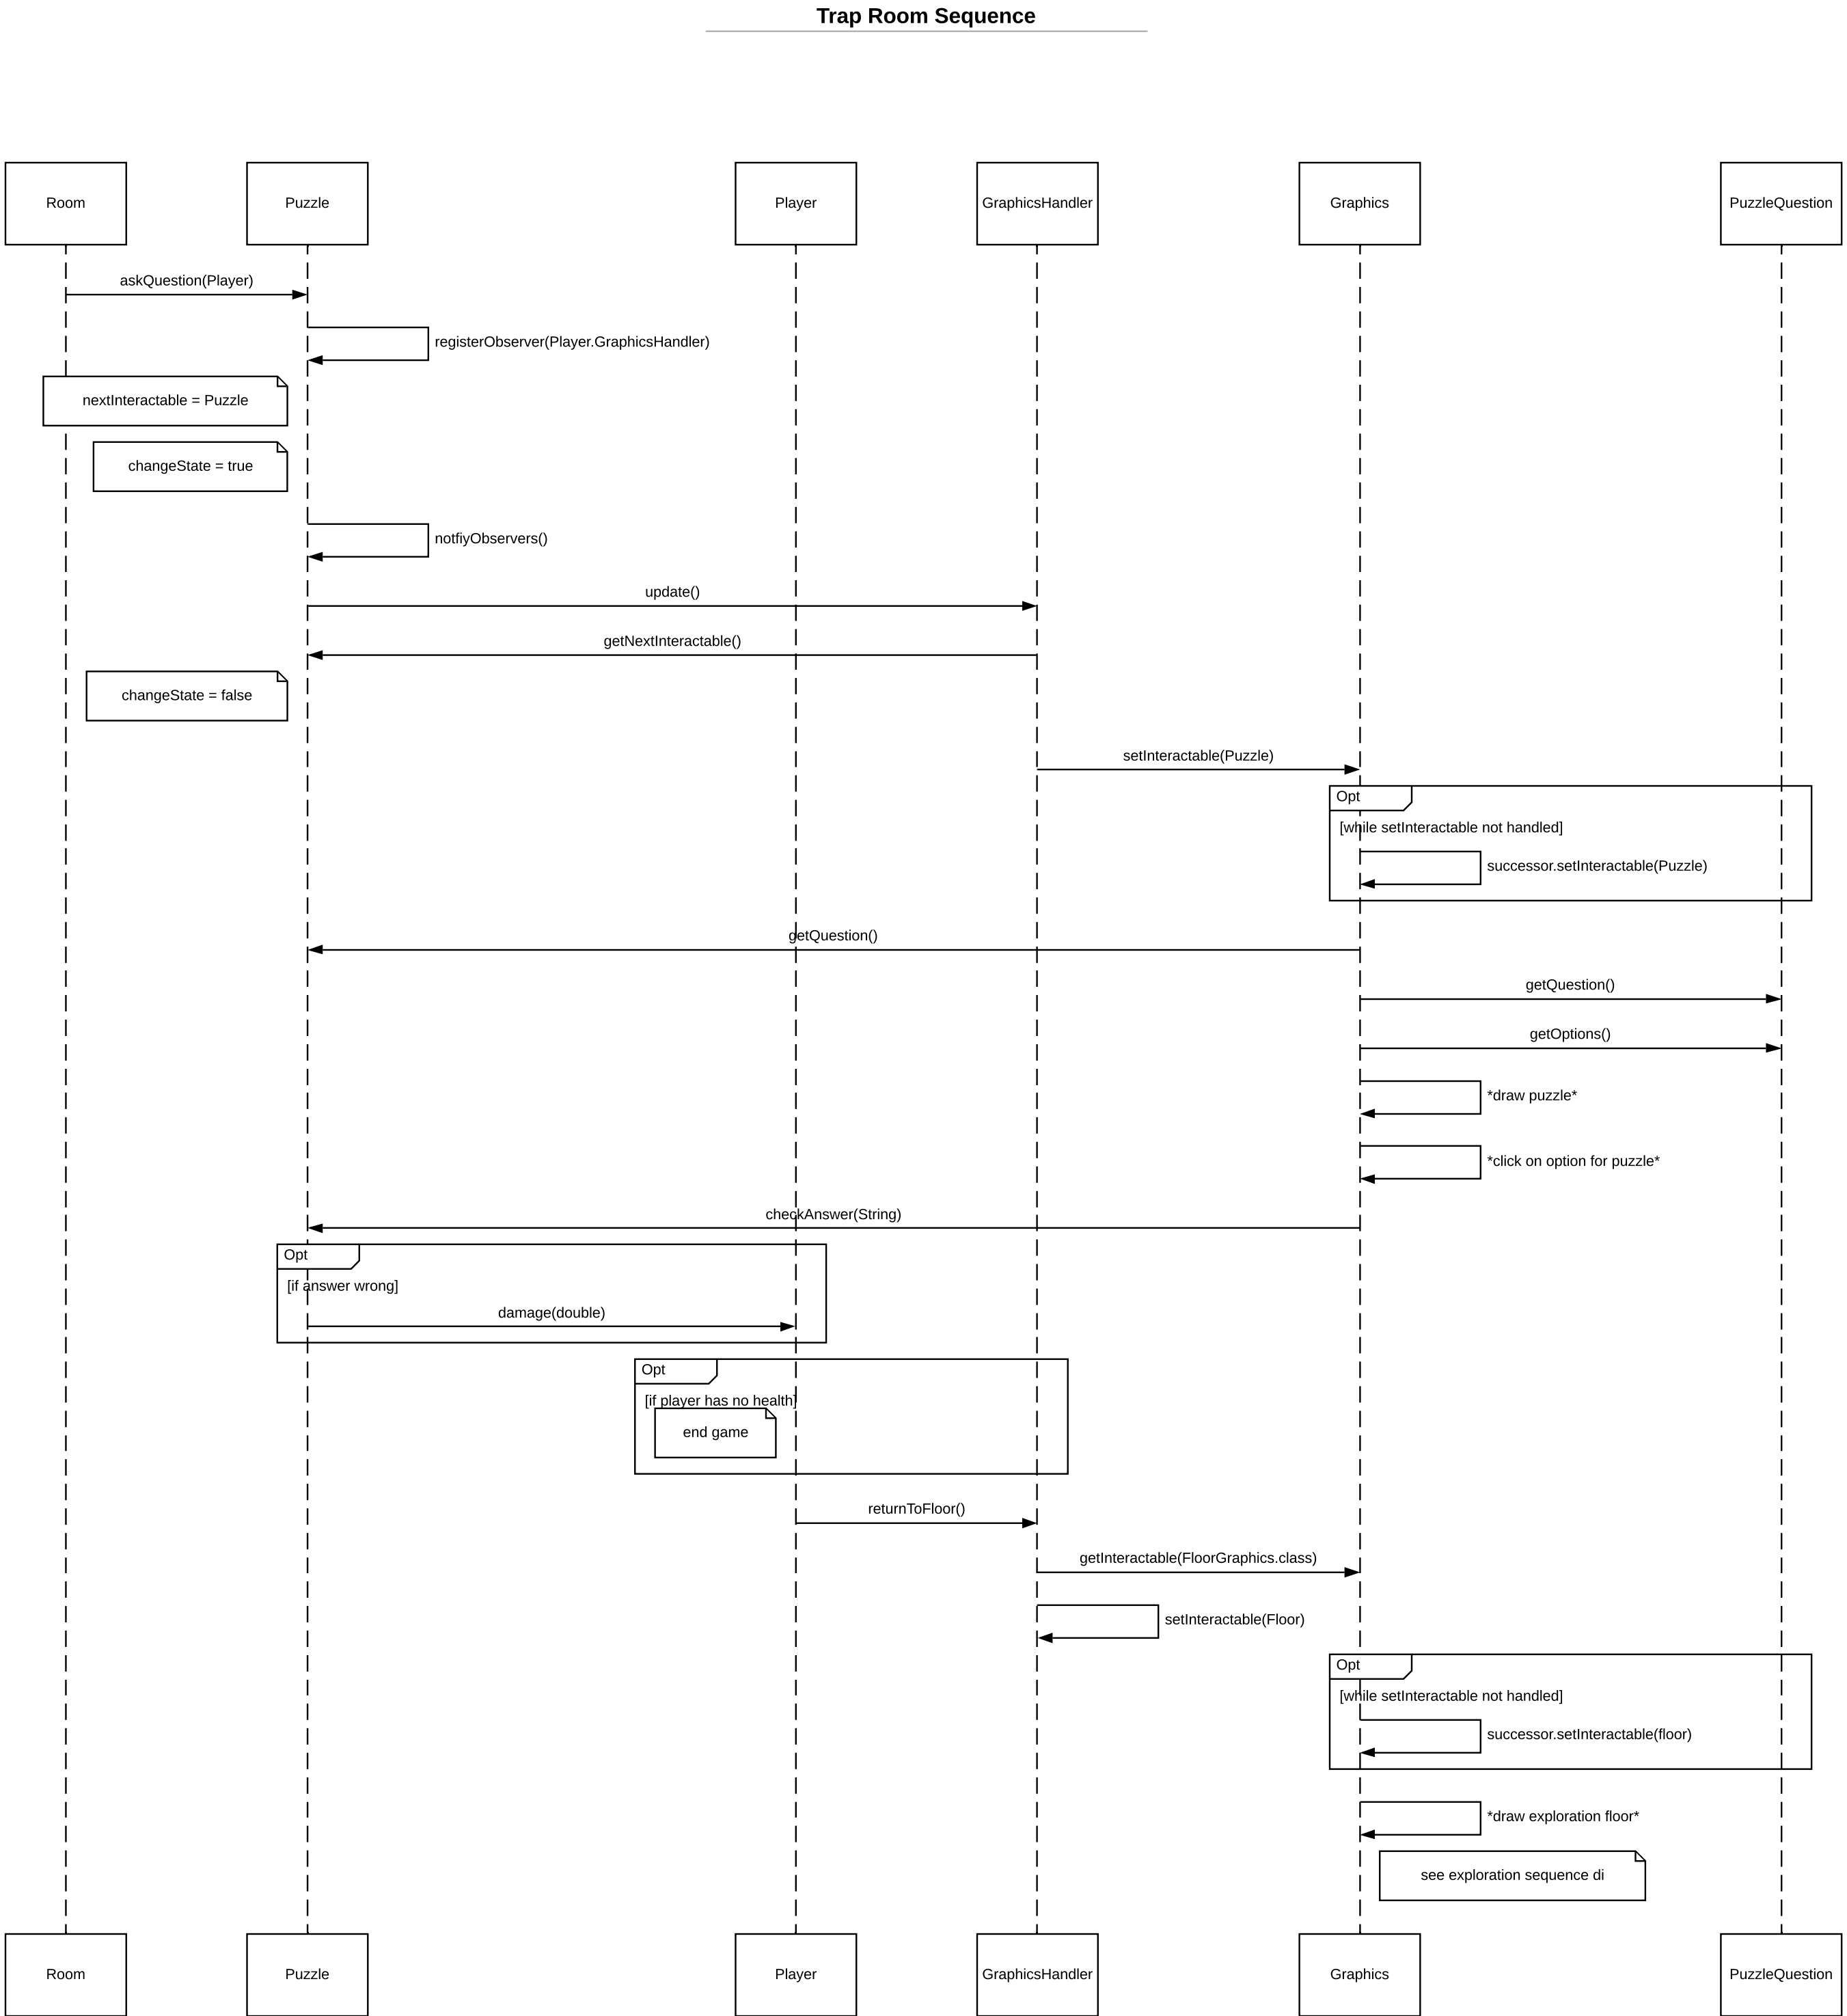 Trap Room Sequence
Room
Puzzle
Player
GraphicsHandler
Graphics
PuzzleQuestion
askQuestion(Player)
registerObserver(Player.GraphicsHandler)
nextInteractable = Puzzle
changeState = true
notfiyObservers()
update()
getNextInteractable()
changeState = false
setInteractable(Puzzle)
Opt
[while setInteractable not handled]
successor.setInteractable(Puzzle)
getQuestion()
getQuestion()
getOptions()
*draw puzzle*
*click on option for puzzle*
checkAnswer(String)
Opt
[if answer wrong]
damage(double)
Opt
[if player has no health]
end game
returnToFloor()
getInteractable(FloorGraphics.class)
setInteractable(Floor)
Opt
[while setInteractable not handled]
successor.setInteractable(floor)
*draw exploration floor*
see exploration sequence di
Room
Puzzle
Player
GraphicsHandler
Graphics
PuzzleQuestion